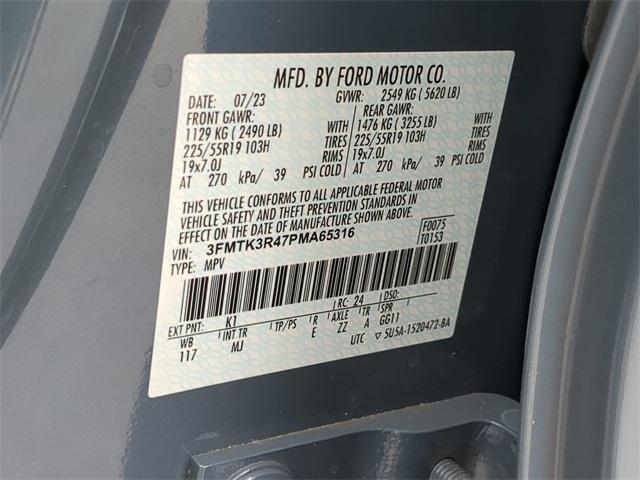 MFD. BY FORD MOTOR CO.
DATE: 07/23 GVWR: 2549 KG ( 5620 LB)
FRONT GAWR: REAR GAWR:
1129 KG ( 2490 LB) WITH 1476 KG ( 3255 LB) WITH
225/55R19 103H TIRES 225/55R19 103H TIRES
19x7.0J RIMS 19x7.0J RIMS
AT 270 kPa/ 39 PSI COLD AT 270 kPa/ 39 PSI COLD
THIS VEHICLE CONFORMS TO ALL APPLICABLE FEDERAL MOTOR
VEHICLE SAFETY AND THEFT PREVENTION STANDARDS IN
EFFECT ON THE DATE OF MANUFACTURE SHOWN ABOVE.
VIN: 3FMTK3R47PMA65316 F0075
TYPE: MPV T0153
EXT PNT: K1 RC: 24 DSO:
WB INT TR TP/PS R AXLE TR SPR
117 MJ E ZZ A GG11
UTC ▽5U5A-1520472-BA